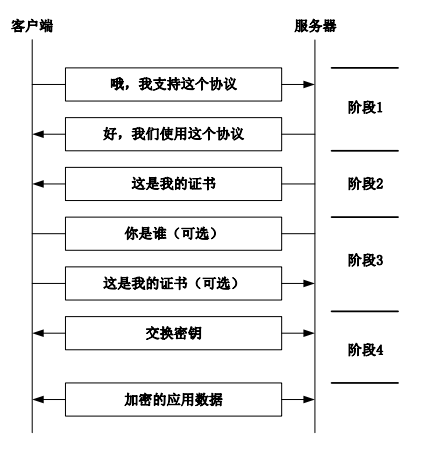 客户端
服务器
哦，我支持这个协议
阶段1
好，我们使用这个协议
这是我的证书
阶段2
你是谁（可选）
阶段3
这是我的证书（可选）
交换密钥
阶段4
加密的应用数据